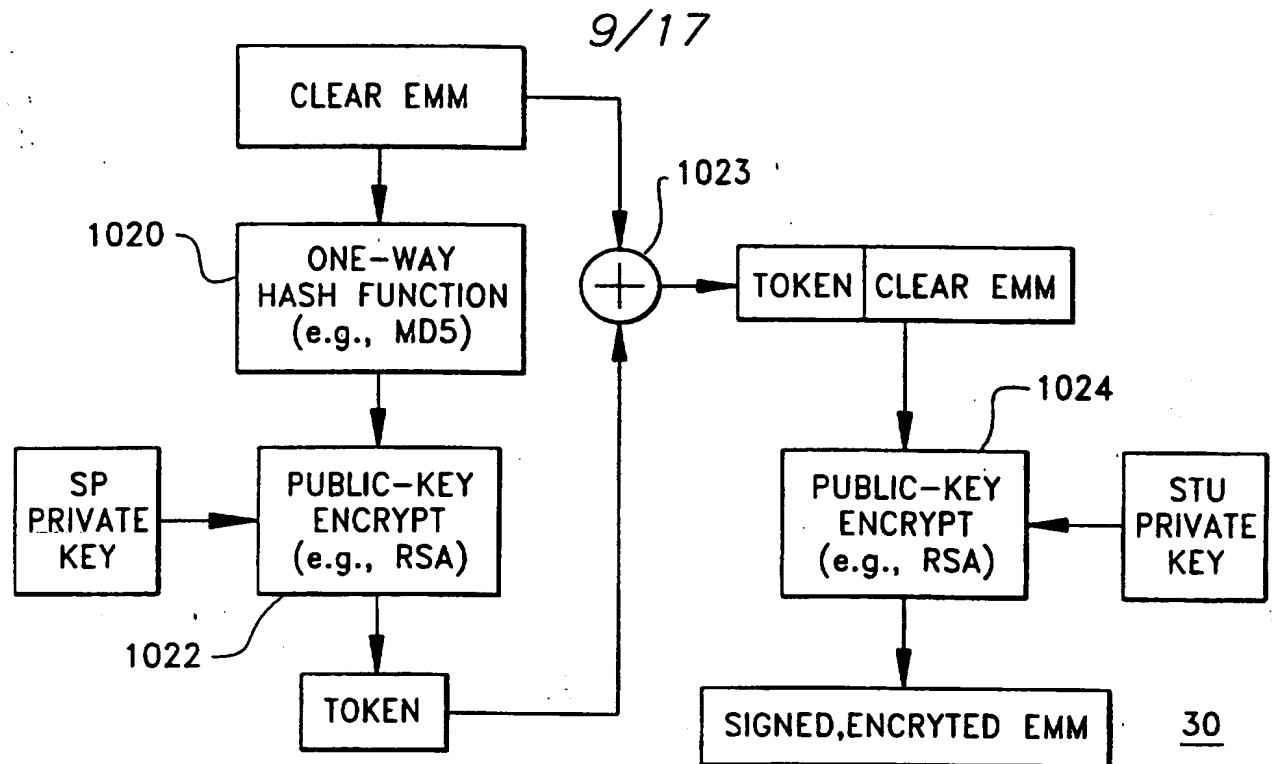 9/17
CLEAR EMM
1023
1020
ONE-WAY
HASH FUNCTION
(e.g., MD5)
TOKEN
CLEAR EMM
1024
SP
PRIVATE
KEY
PUBLIC-KEY
ENCRYPT
(e.g., RSA)
PUBLIC-KEY
ENCRYPT
(e.g., RSA)
STU
PRIVATE
KEY
1022
TOKEN
SIGNED,ENCRYTED EMM
30